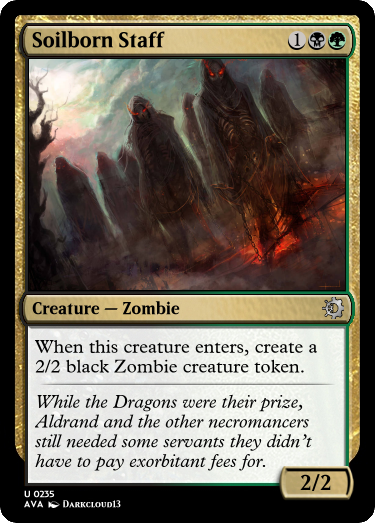 Soilborn Staff 1
Creature — Zombie
When this creature enters, create a
2/2 black Zombie creature token.
While the Dragons were their prize,
Aldrand and the other necromancers
still needed some servants they didn't
have to pay exorbitant fees for.
2/2
U 0235
AVA Darkcloud13